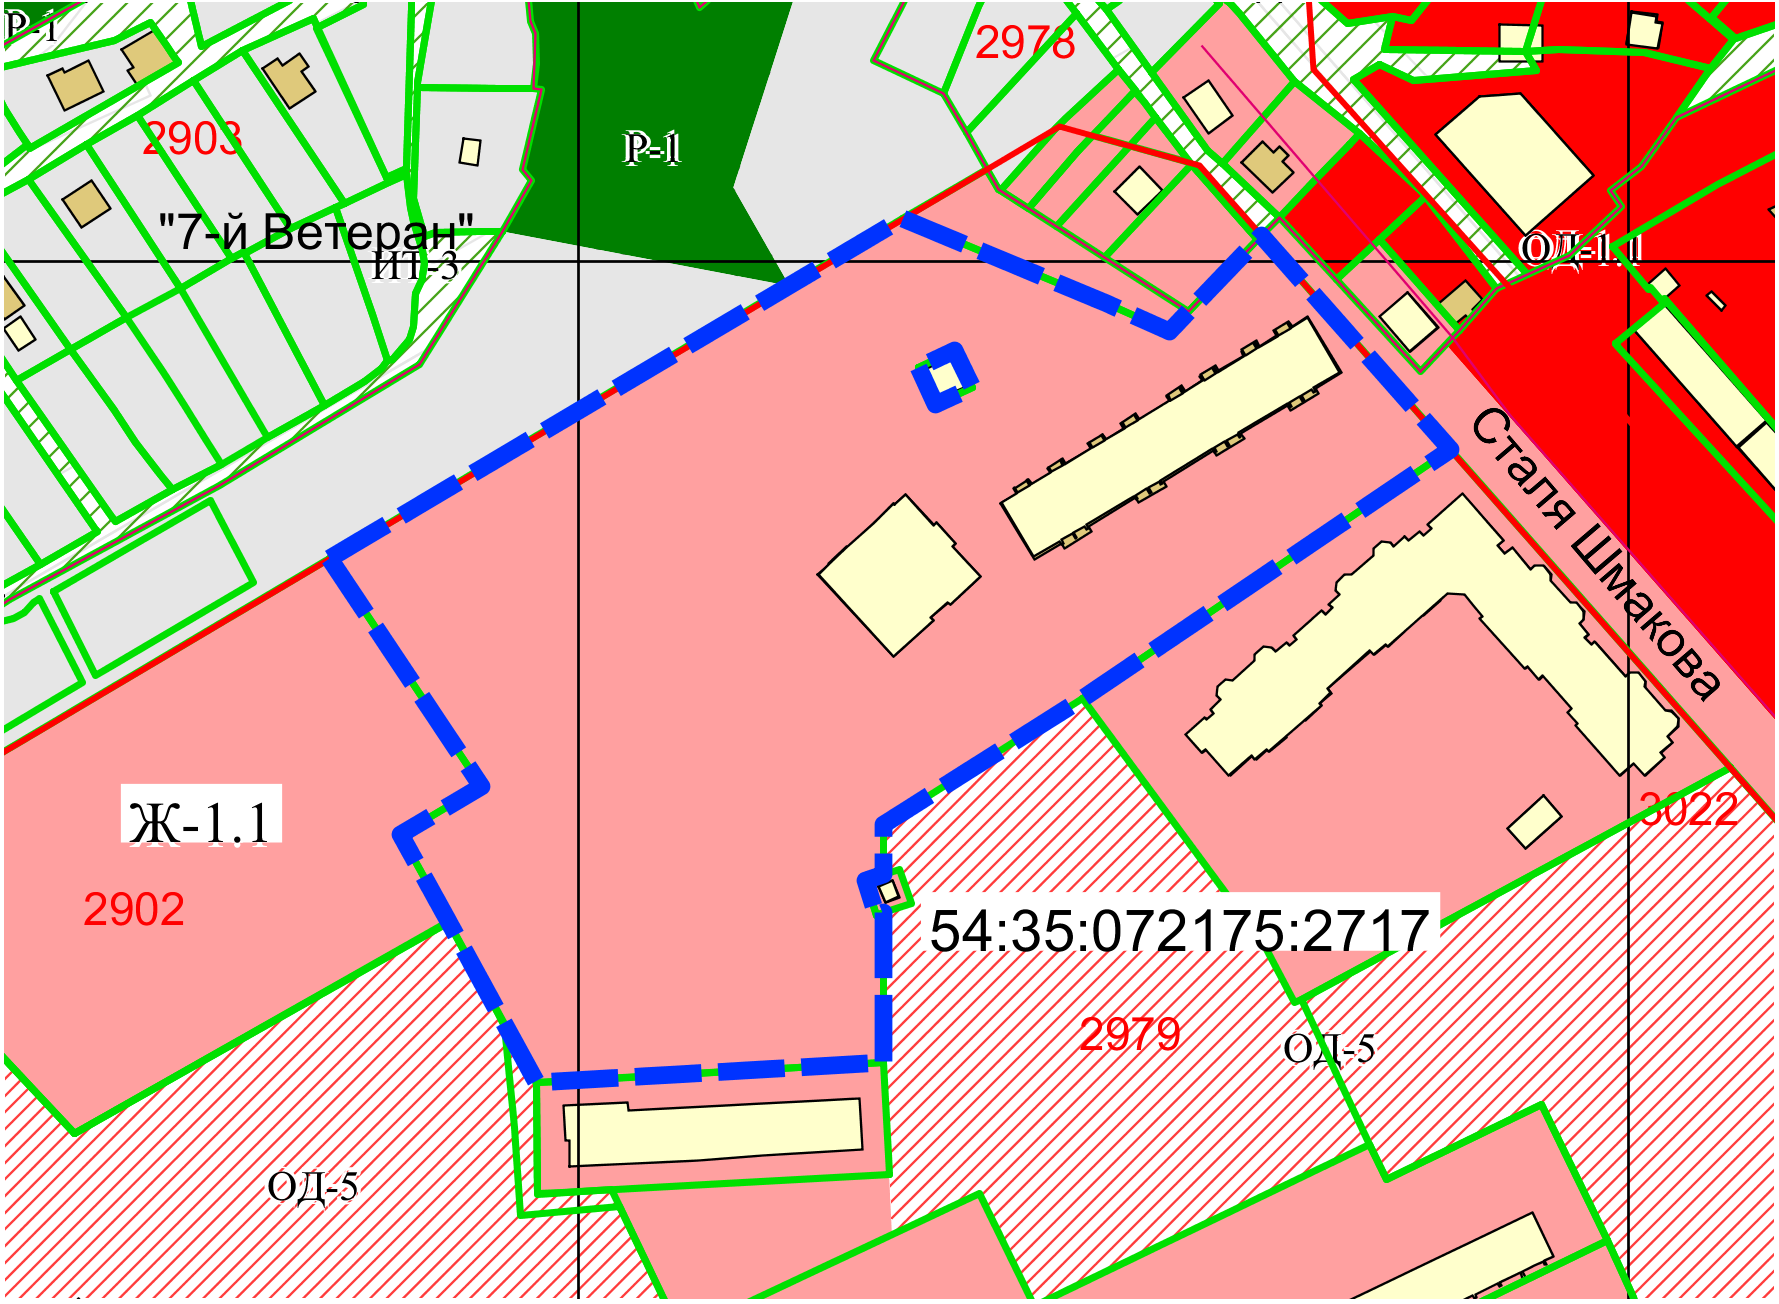 Р-1
2978
2903
Р-1
"7-й Ветеран"
ИТ-3
ОД-1.1
Сталя Шмакова
Ж-1.1
3022
2902
54:35:072175:2717
2979
ОД-5
ОД-5